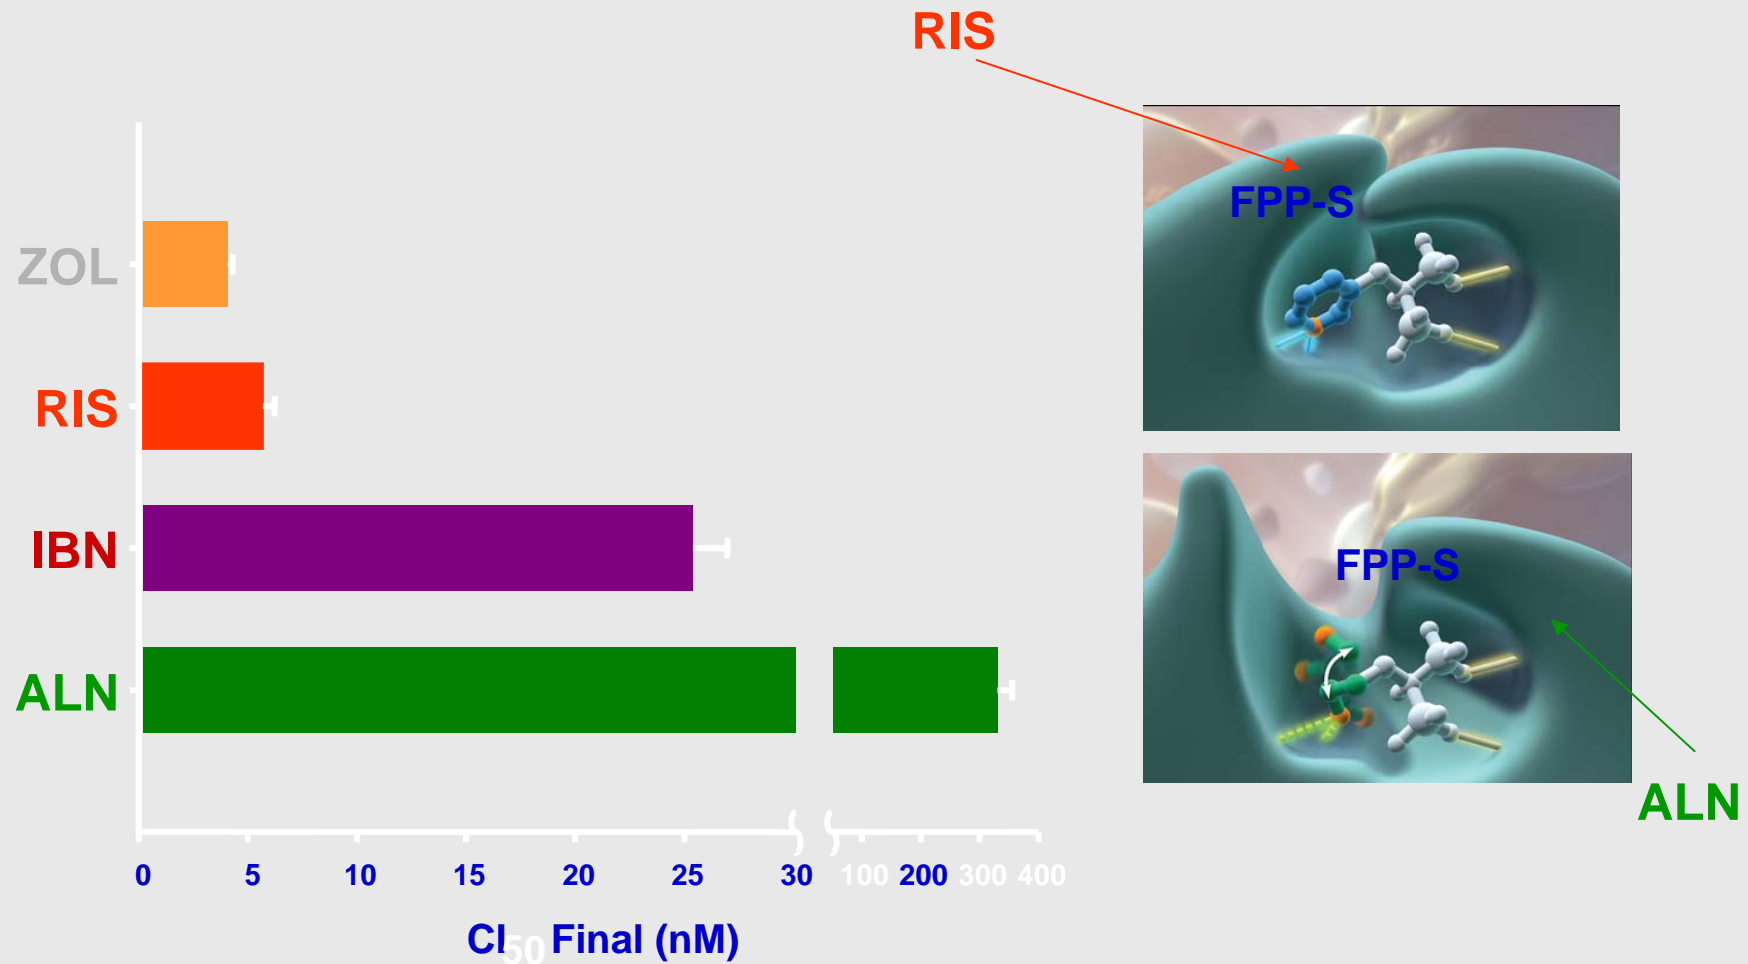 RIS
FPP-S
ZOL
RIS
IBN
FPP-S
ALN
ALN
0 5 10 15 20 25 30 100 200 300 400
CI50 Final (nM)